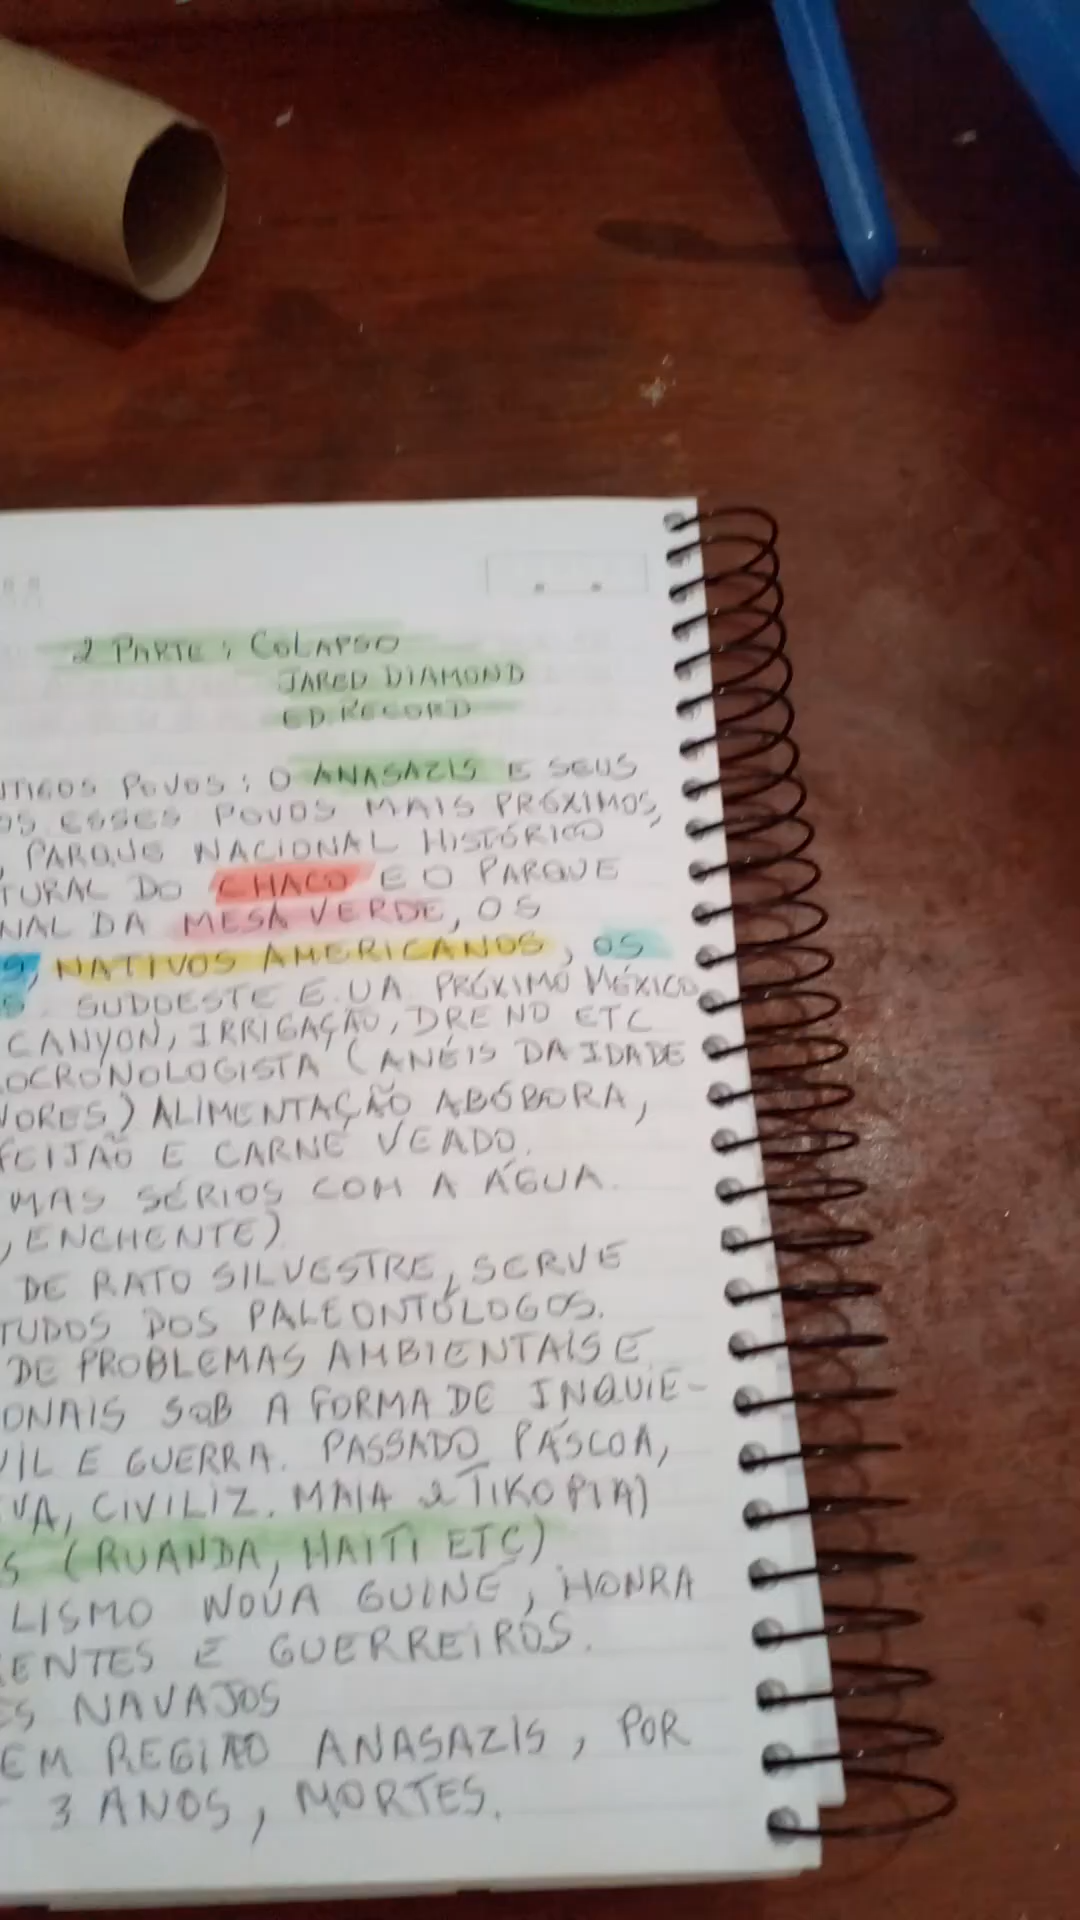 2 PARTE: COLAPSO
JARED DIAMOND
ED. RECORD
NTIGOS POVOS: O ANASAZIS E SEUS
OS ESSES POVOS MAIS PRÓXIMOS,
, PARQUE NACIONAL HISTÓRICO
TURAL DO CHACO E O PARQUE
NAL DA MESA VERDE, OS
, NATIVOS AMERICANOS, OS
SUDOESTE E.UA. PRÓXIMO MÉXICO
CANYON, IRRIGAÇÃO, DRENO ETC
OCRONOLOGISTA (ANÉIS DA IDADE
VORES) ALIMENTAÇÃO ABÓBORA,
FEIJÃO E CARNE VEADO.
MAS SÉRIOS COM A ÁGUA.
, ENCHENTE)
DE RATO SILVESTRE, SERVE
TUDOS DOS PALEONTÓLOGOS.
DE PROBLEMAS AMBIENTAIS E
ONAIS SOB A FORMA DE INQUIE-
VIL E GUERRA. PASSADO PÁSCOA,
VA, CIVILIZ. MAIA e TIKOPIA)
S (RUANDA, HAITI ETC)
LISMO NOVA GUINÉ, HONRA
ENTES E GUERREIROS.
ES NAVAJOS
EM REGIÃO ANASAZIS, POR
3 ANOS, MORTES.